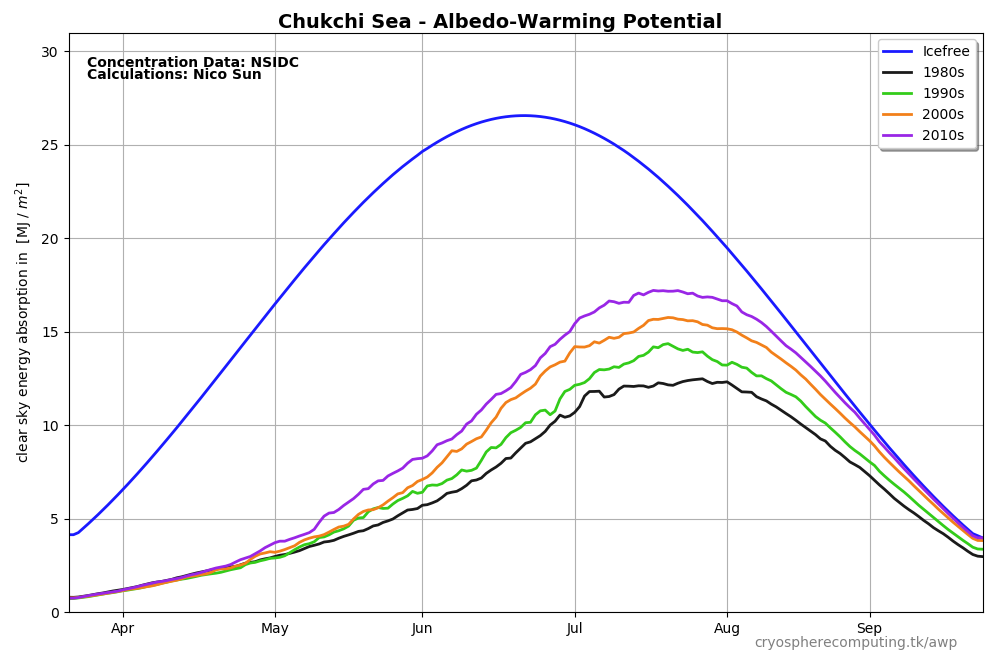 Chukchi Sea - Albedo-Warming Potential
Concentration Data: NSIDC
Calculations: Nico Sun
Icefree
1980s
1990s
2000s
2010s
clear sky energy absorption in [MJ / m²]
30
25
20
15
10
5
0
Apr May Jun Jul Aug Sep
cryospherecomputing.tk/awp